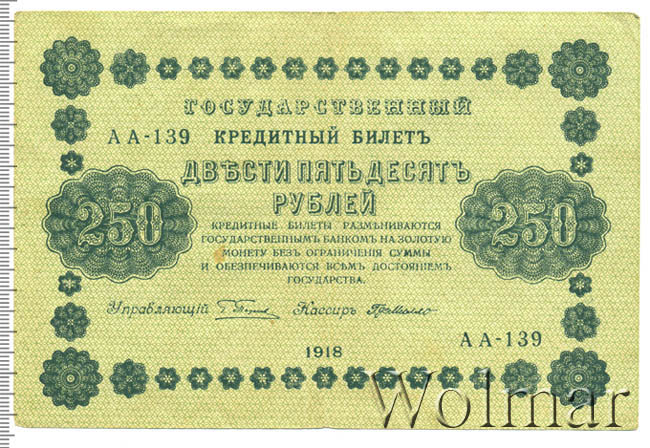 ГОСУДАРСТВЕННЫЙ
АА-139 КРЕДИТНЫЙ БИЛЕТЪ
ДВѢСТИ ПЯТЬДЕСЯТЪ
РУБЛЕЙ
250 250
КРЕДИТНЫЕ БИЛЕТЫ РАЗМѢНИВАЮТСЯ
ГОСУДАРСТВЕННЫМЪ БАНКОМЪ НА ЗОЛОТУЮ
МОНЕТУ БЕЗЪ ОГРАНИЧЕНІЯ СУММЫ
И ОБЕЗПЕЧИВАЮТСЯ ВСѢМЪ ДОСТОЯНІЕМЪ
ГОСУДАРСТВА.
Управляющій Кассиръ
АА-139
1918
Wolmar